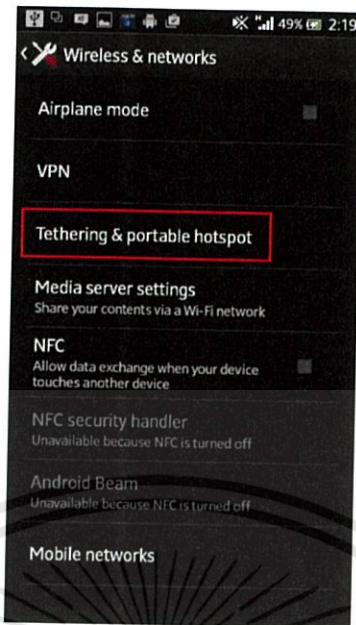 49% 2:19
Wireless & networks
Airplane mode
VPN
Tethering & portable hotspot
Media server settings
Share your contents via a Wi-Fi network
NFC
Allow data exchange when your device
touches another device
NFC security handler
Unavailable because NFC is turned off
Android Beam
Unavailable because NFC is turned off
Mobile networks